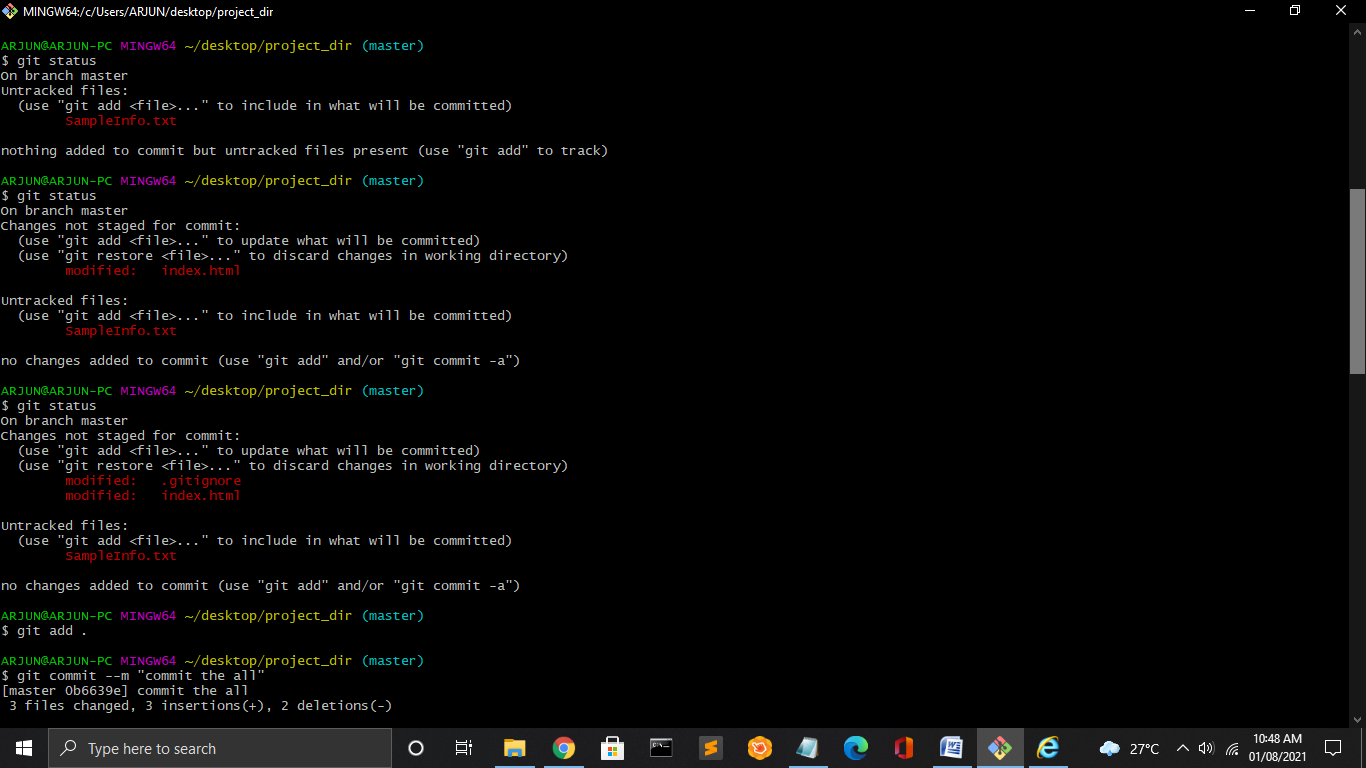 MINGW64:/c/Users/ARJUN/desktop/project_dir
ARJUN@ARJUN-PC MINGW64 ~/desktop/project_dir (master)
$ git status
On branch master
Untracked files:
  (use "git add <file>..." to include in what will be committed)
        SampleInfo.txt

nothing added to commit but untracked files present (use "git add" to track)

ARJUN@ARJUN-PC MINGW64 ~/desktop/project_dir (master)
$ git status
On branch master
Changes not staged for commit:
  (use "git add <file>..." to update what will be committed)
  (use "git restore <file>..." to discard changes in working directory)
        modified:   index.html

Untracked files:
  (use "git add <file>..." to include in what will be committed)
        SampleInfo.txt

no changes added to commit (use "git add" and/or "git commit -a")

ARJUN@ARJUN-PC MINGW64 ~/desktop/project_dir (master)
$ git status
On branch master
Changes not staged for commit:
  (use "git add <file>..." to update what will be committed)
  (use "git restore <file>..." to discard changes in working directory)
        modified:   .gitignore
        modified:   index.html

Untracked files:
  (use "git add <file>..." to include in what will be committed)
        SampleInfo.txt

no changes added to commit (use "git add" and/or "git commit -a")

ARJUN@ARJUN-PC MINGW64 ~/desktop/project_dir (master)
$ git add .

ARJUN@ARJUN-PC MINGW64 ~/desktop/project_dir (master)
$ git commit --m "commit the all"
[master 0b6639e] commit the all
 3 files changed, 3 insertions(+), 2 deletions(-)
Type here to search
27°C
10:48 AM
01/08/2021